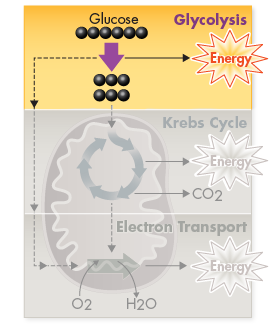 Glucose
Glycolysis
Energy
Krebs Cycle
Energy
CO2
Electron Transport
Energy
O2
H2O